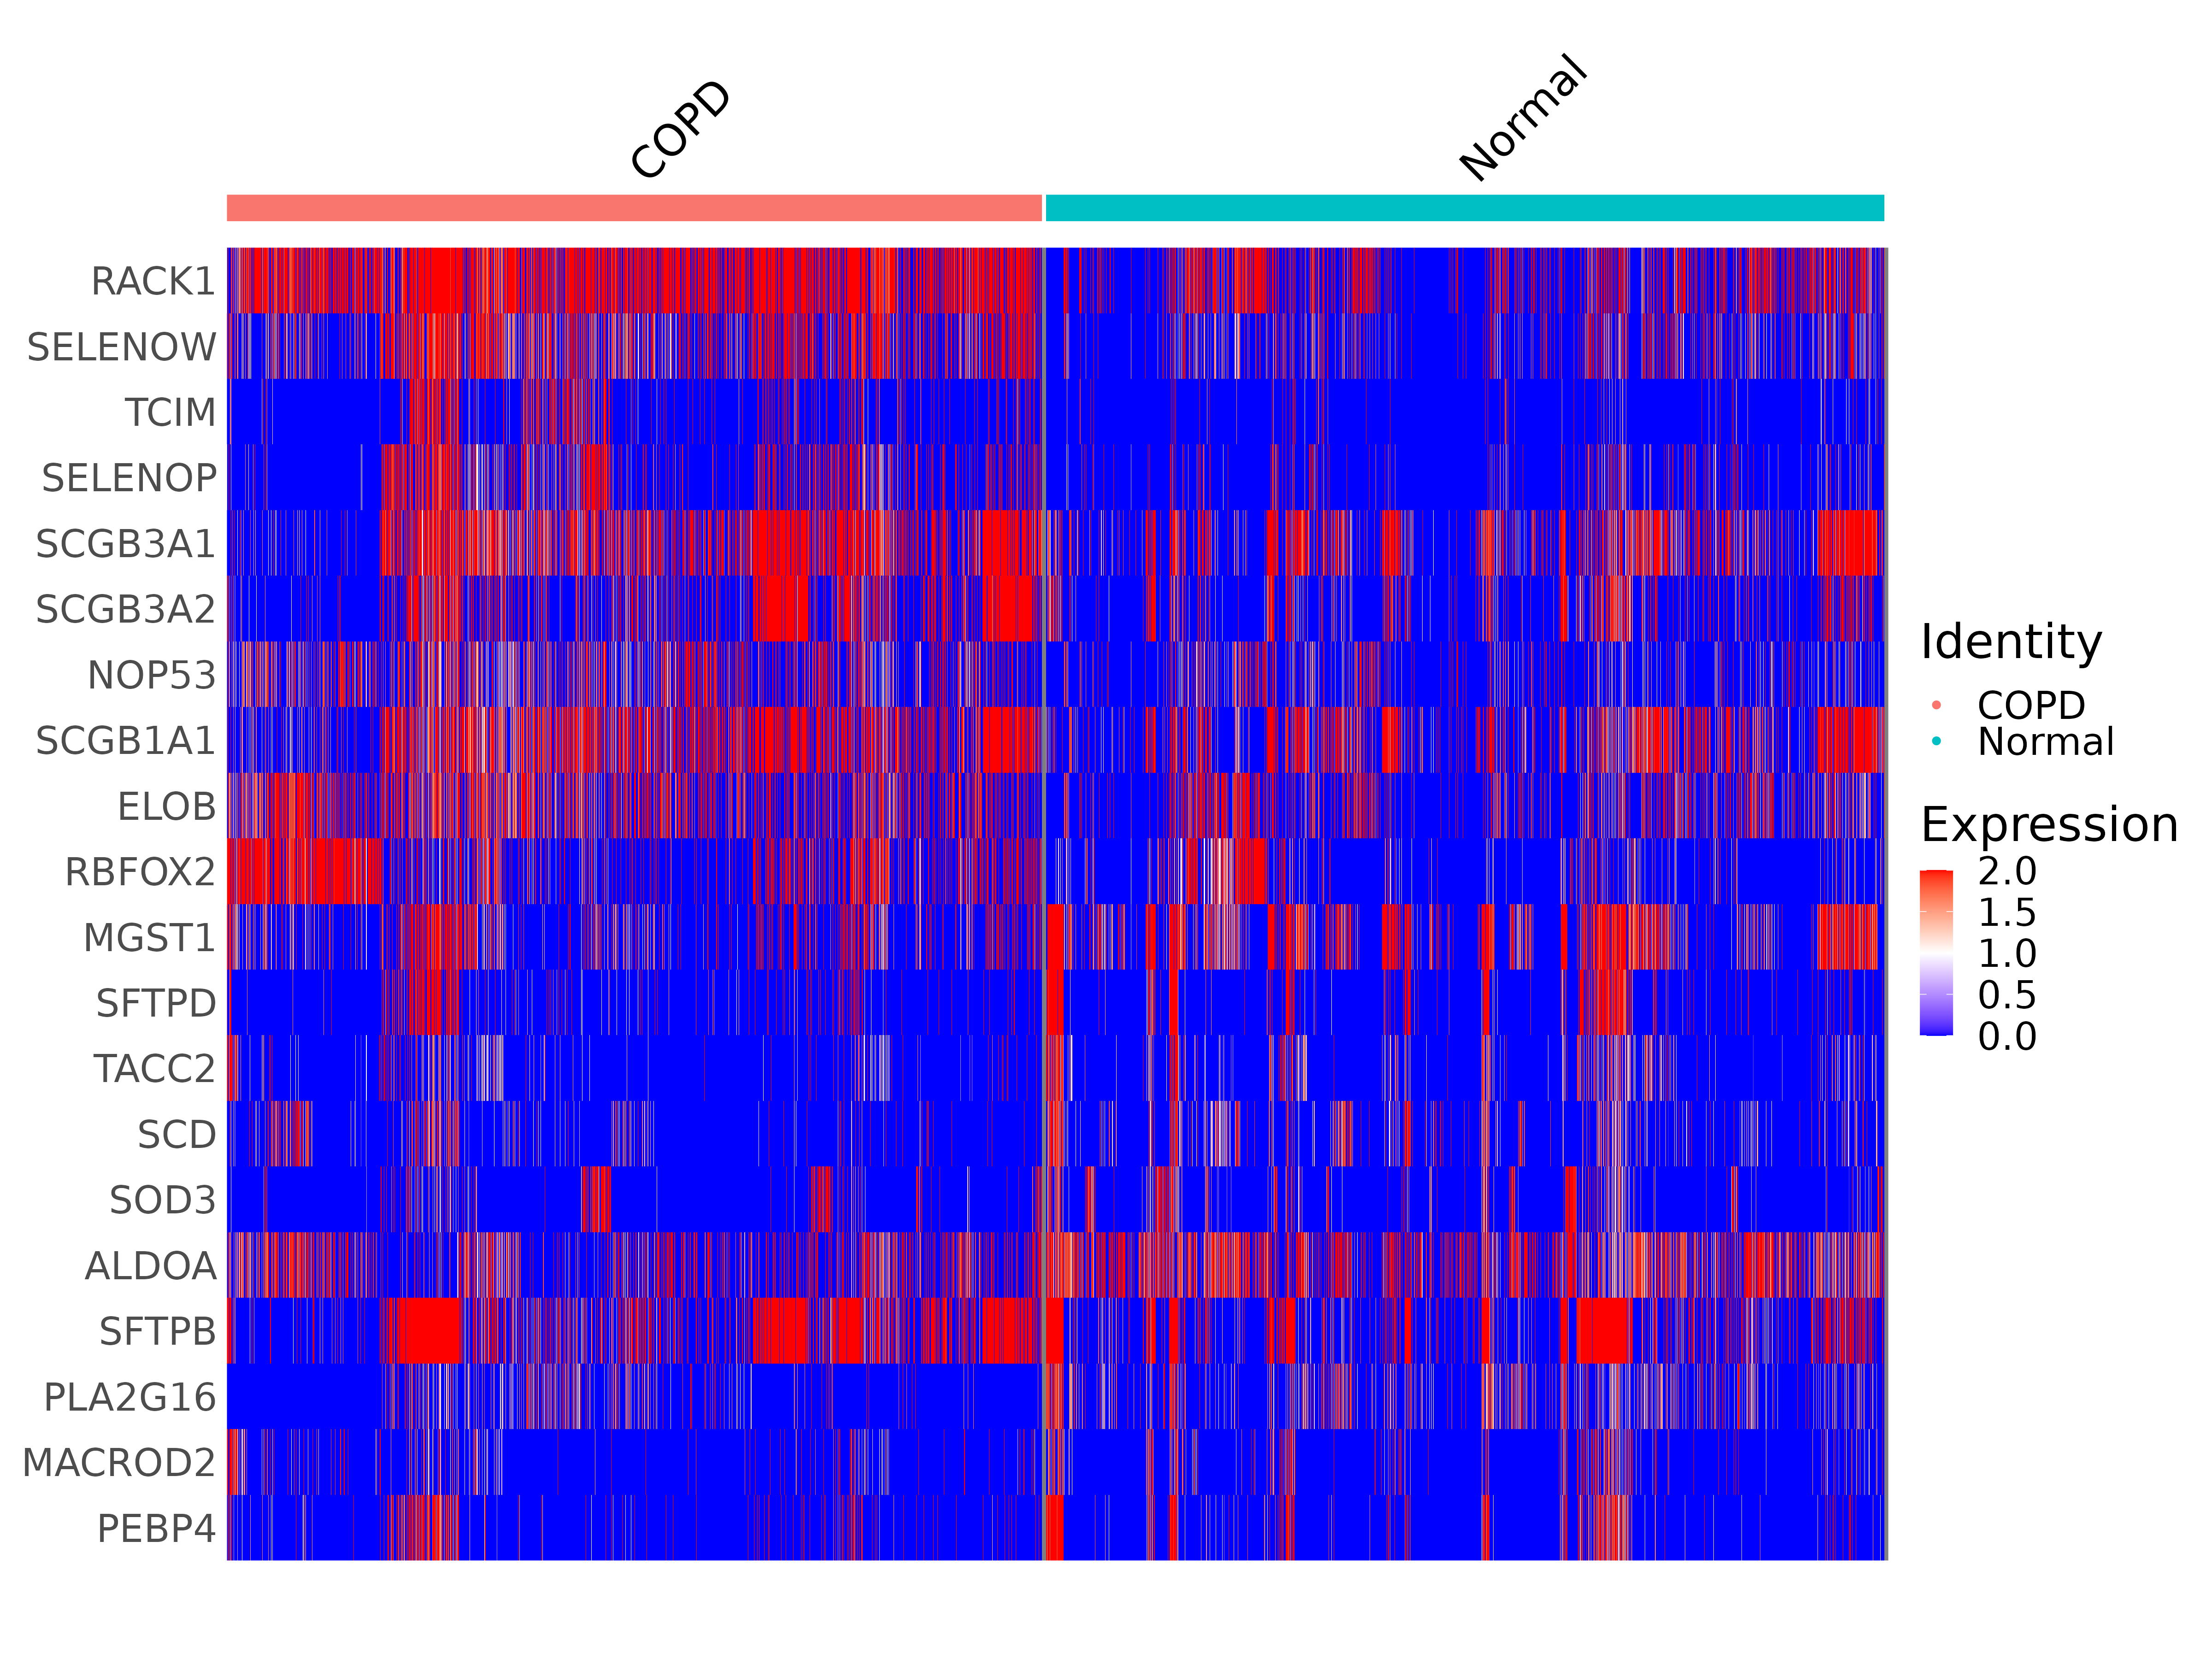 COPD
Normal
RACK1
SELENOW
TCIM
SELENOP
SCGB3A1
SCGB3A2
NOP53
SCGB1A1
ELOB
RBFOX2
MGST1
SFTPD
TACC2
SCD
SOD3
ALDOA
SFTPB
PLA2G16
MACROD2
PEBP4
Identity
COPD
Normal
Expression
2.0
1.5
1.0
0.5
0.0